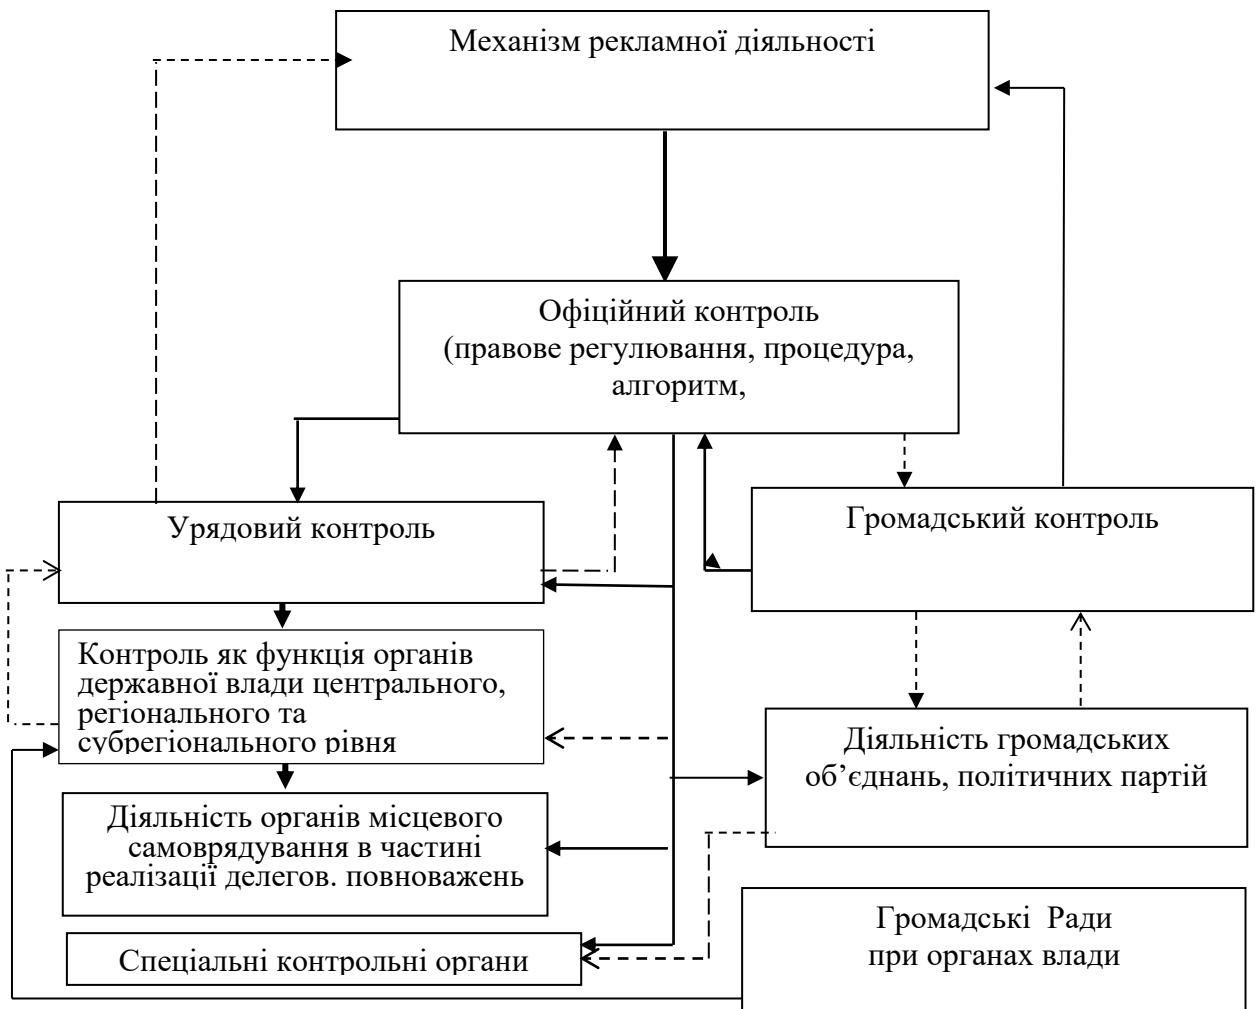 Механізм рекламної діяльності
Офіційний контроль
(правове регулювання, процедура,
алгоритм,
Урядовий контроль
Громадський контроль
Контроль як функція органів
державної влади центрального,
регіонального та
субрегіонального рівня
Діяльність громадських
об’єднань, політичних партій
Діяльність органів місцевого
самоврядування в частині
реалізації делегов. повноважень
Громадські Ради
при органах влади
Спеціальні контрольні органи